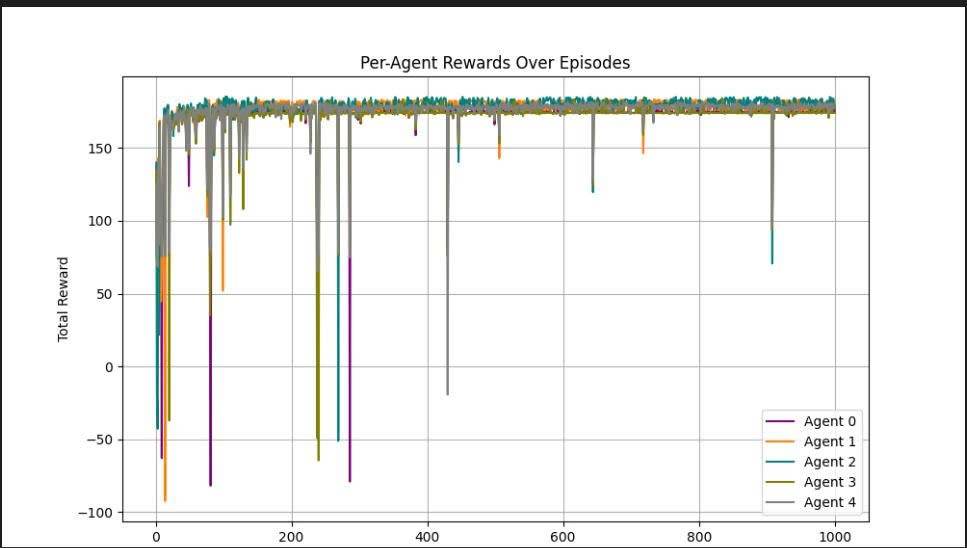 Per-Agent Rewards Over Episodes
Total Reward
150
100
50
0
−50
−100
0
200
400
600
800
1000
Agent 0
Agent 1
Agent 2
Agent 3
Agent 4